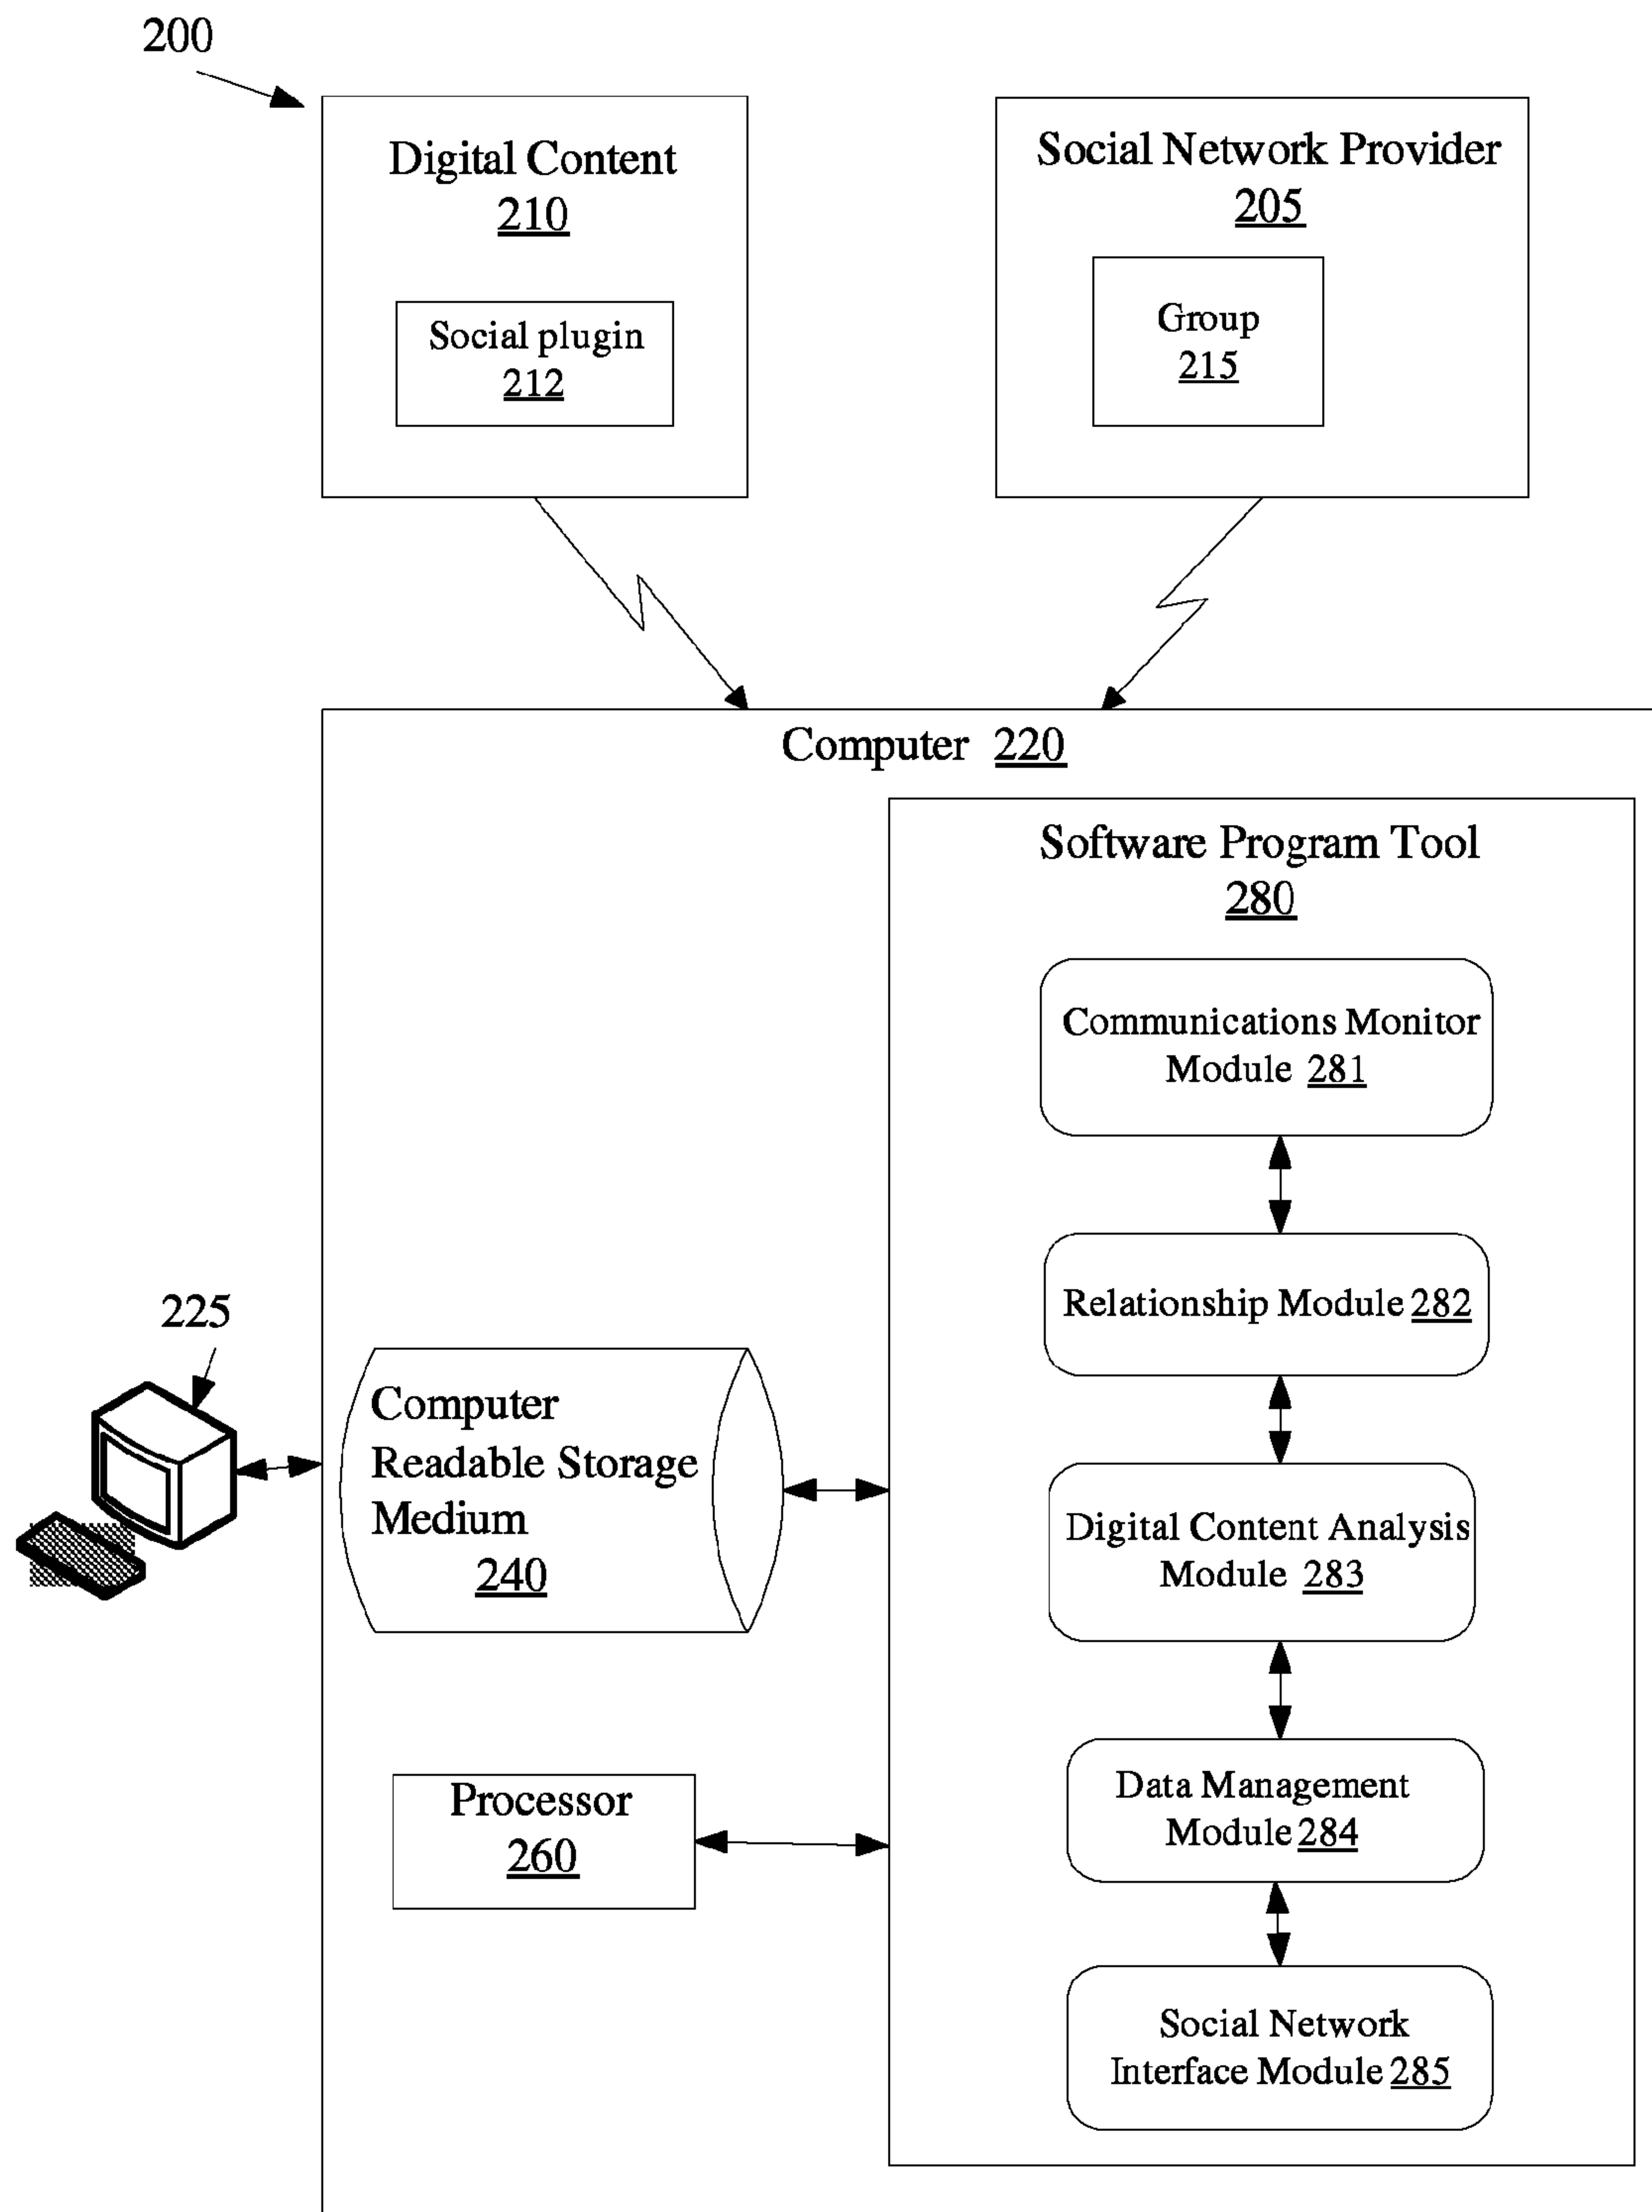 200
Digital Content
210
Social plugin
212
Social Network Provider
205
Group
215
Computer 220
Software Program Tool
280
Communications Monitor
Module 281
Relationship Module 282
Digital Content Analysis
Module 283
Data Management
Module 284
Social Network
Interface Module 285
225
Computer
Readable Storage
Medium
240
Processor
260